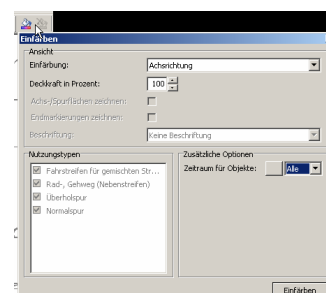 Einfärben
Ansicht
Einfärbung: Achsrichtung
Deckkraft in Prozent: 100
Achs-/Spurflächen zeichnen:
Endmarkierungen zeichnen:
Beschriftung: Keine Beschriftung
Nutzungstypen
Fahrstreifen für gemischten Str...
Rad-, Gehweg (Nebenstreifen)
Überholspur
Normalspur
Zusätzliche Optionen
Zeitraum für Objekte: Alle
Einfärben